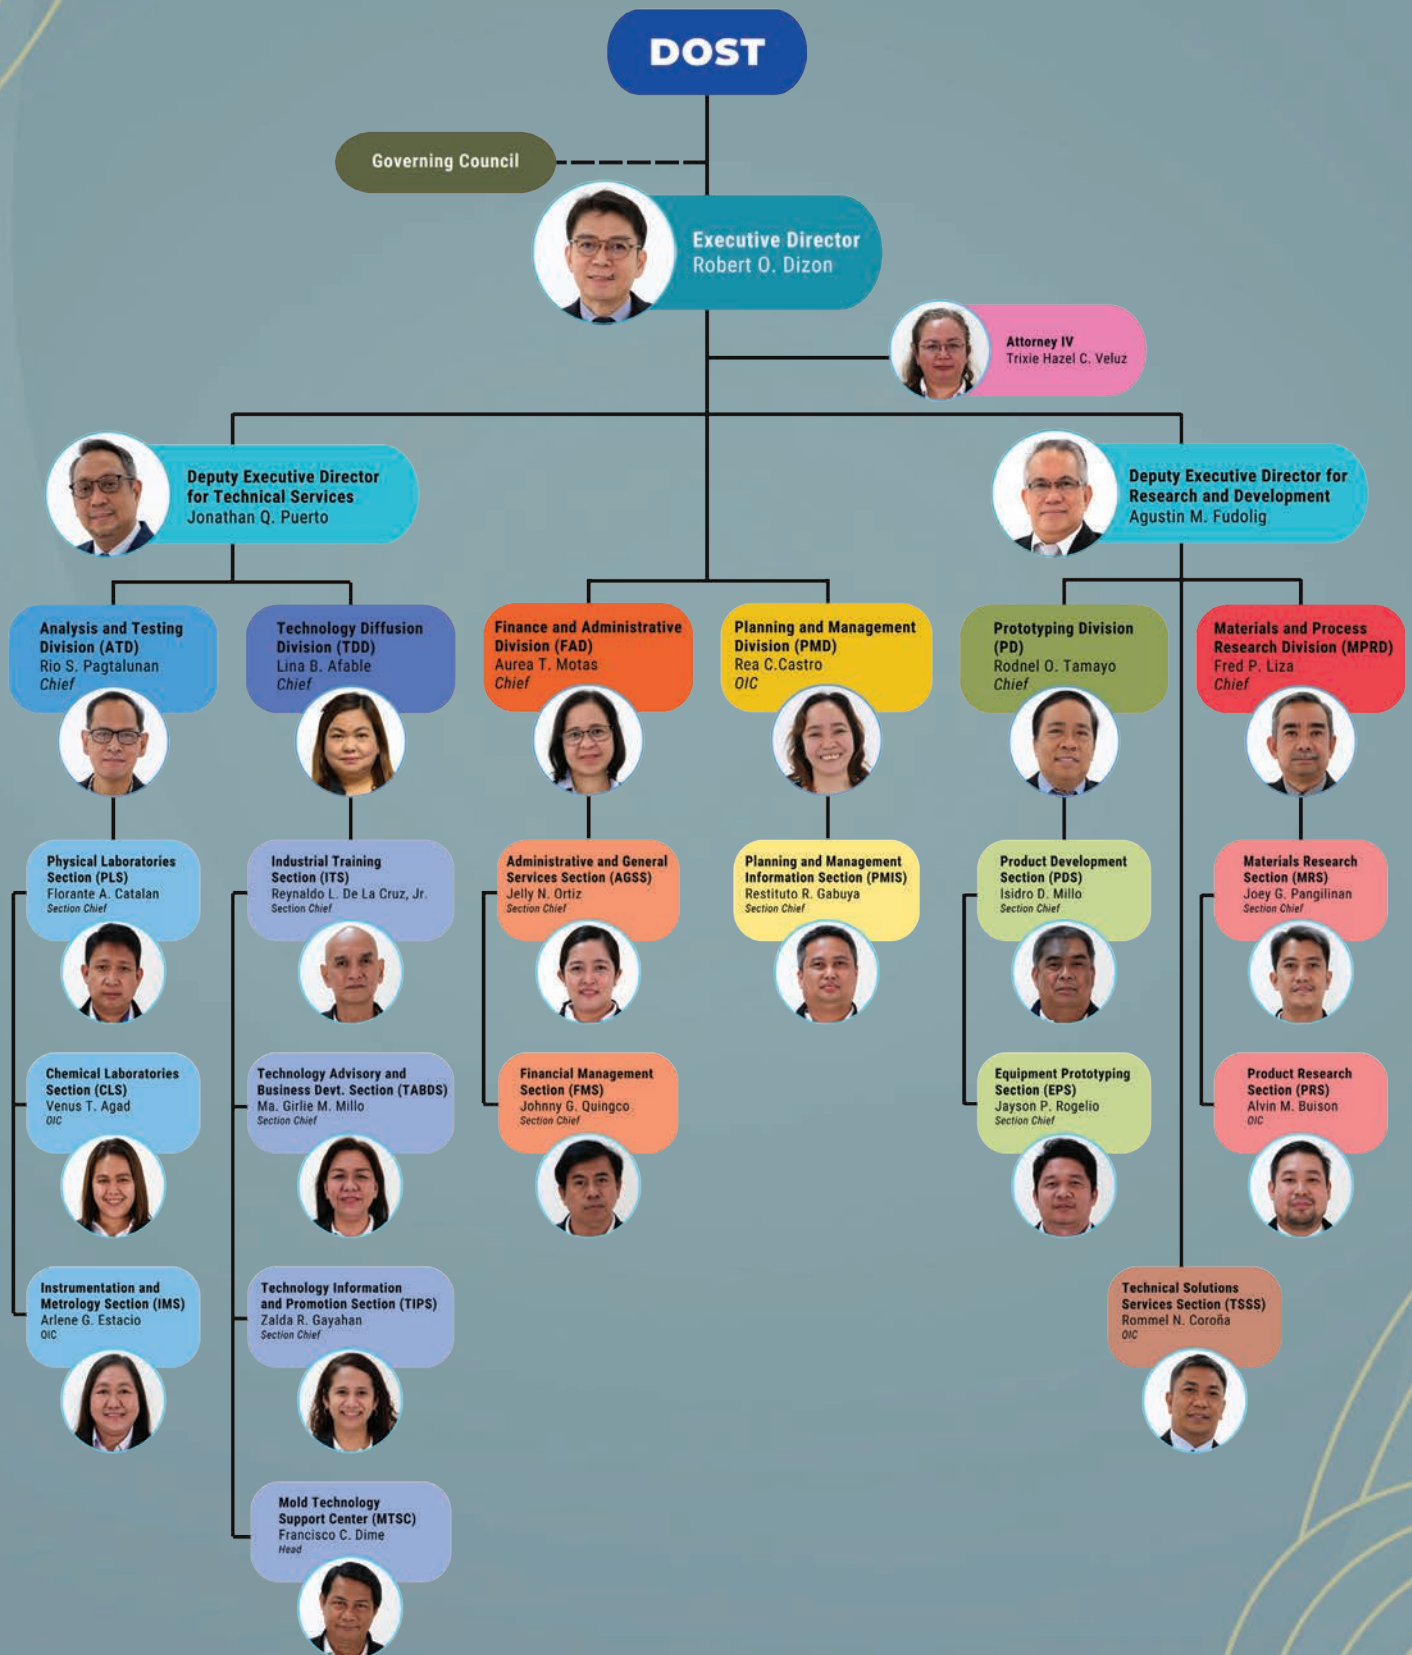 DOST
Governing Council
Executive Director
Robert O. Dizon
Attorney IV
Trixie Hazel C. Veluz
Deputy Executive Director
for Technical Services
Jonathan Q. Puerto
Deputy Executive Director for
Research and Development
Agustin M. Fudolig
Analysis and Testing
Division (ATD)
Rio S. Pagtalunan
Chief
Technology Diffusion
Division (TDD)
Lina B. Afable
Chief
Finance and Administrative
Division (FAD)
Aurea T. Motas
Chief
Planning and Management
Division (PMD)
Rea C.Castro
OIC
Prototyping Division
(PD)
Rodnel O. Tamayo
Chief
Materials and Process
Research Division (MPRD)
Fred P. Liza
Chief
Physical Laboratories
Section (PLS)
Florante A. Catalan
Section Chief
Industrial Training
Section (ITS)
Reynaldo L. De La Cruz, Jr.
Section Chief
Administrative and General
Services Section (AGSS)
Jelly N. Ortiz
Section Chief
Planning and Management
Information Section (PMIS)
Restituto R. Gabuya
Section Chief
Product Development
Section (PDS)
Isidro D. Millo
Section Chief
Materials Research
Section (MRS)
Joey G. Pangilinan
Section Chief
Chemical Laboratories
Section (CLS)
Venus T. Agad
OIC
Technology Advisory and
Business Devt. Section (TABDS)
Ma. Girlie M. Millo
Section Chief
Financial Management
Section (FMS)
Johnny G. Quingco
Section Chief
Equipment Prototyping
Section (EPS)
Jayson P. Rogelio
Section Chief
Product Research
Section (PRS)
Alvin M. Buison
OIC
Instrumentation and
Metrology Section (IMS)
Arlene G. Estacio
OIC
Technology Information
and Promotion Section (TIPS)
Zalda R. Gayahan
Section Chief
Technical Solutions
Services Section (TSSS)
Rommel N. Coroña
OIC
Mold Technology
Support Center (MTSC)
Francisco C. Dime
Head